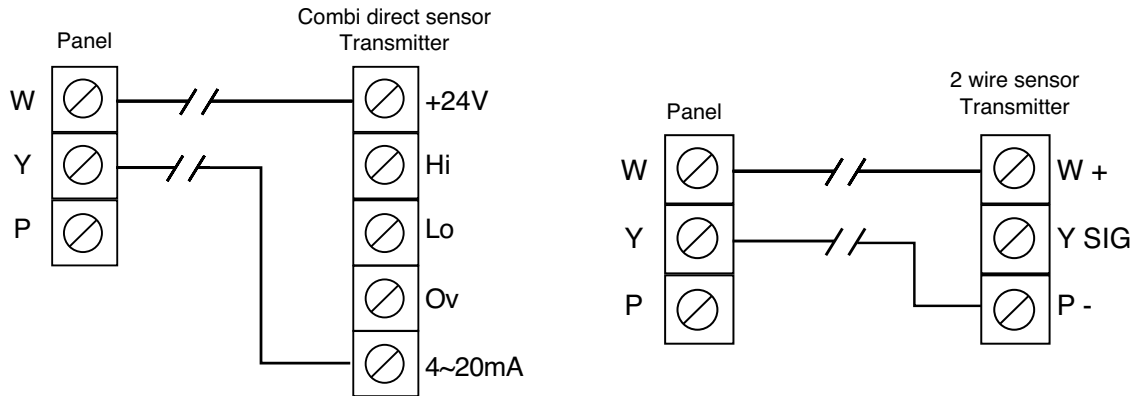 Combi direct sensor
Transmitter
Panel
W
Y
P
+24V
Hi
Lo
Ov
4~20mA
2 wire sensor
Transmitter
Panel
W
Y
P
W +
Y SIG
P -